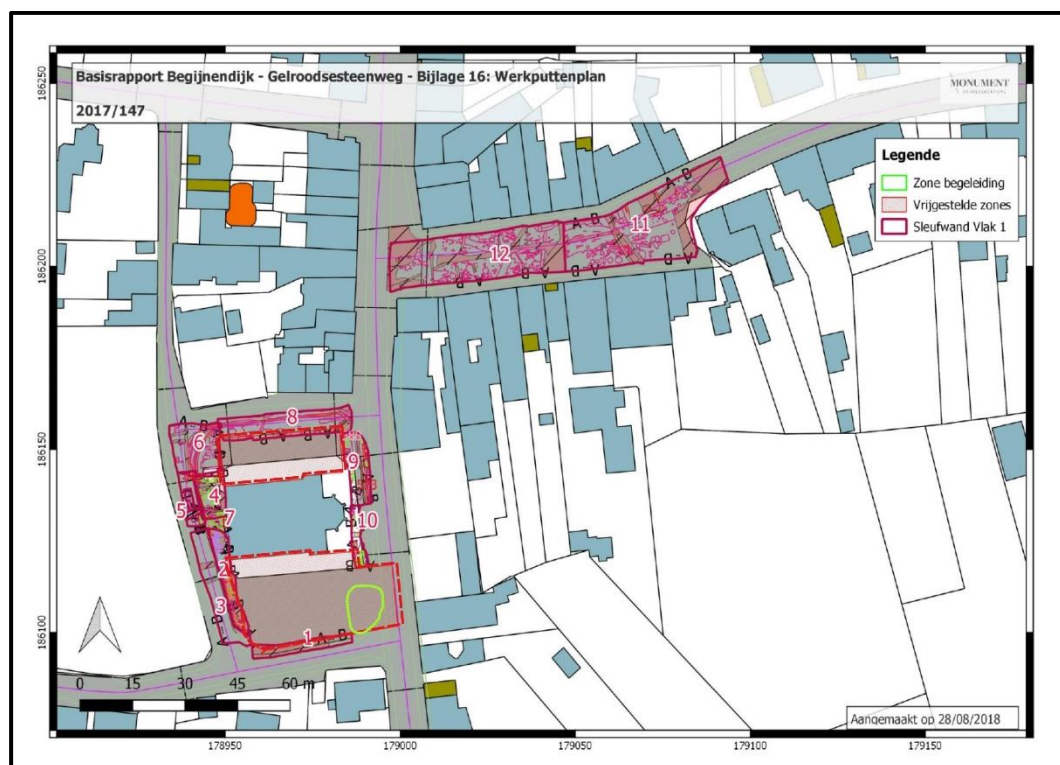 Basisrapport Begijnendijk - Gelroodsesteenweg - Bijlage 16: Werkputtenplan
2017/147
MONUMENT
Legende
Zone begeleiding
Vrijgestelde zones
Sleufwand Vlak 1
186250
186200
186150
186100
A B
11
A B
12
A B
A B
A B
A B
8
A B
6
A B
9
4
5
10
7
2
3
1
A B
0 15 30 45 60 m
Aangemaakt op 28/08/2018
178950 179000 179050 179100 179150